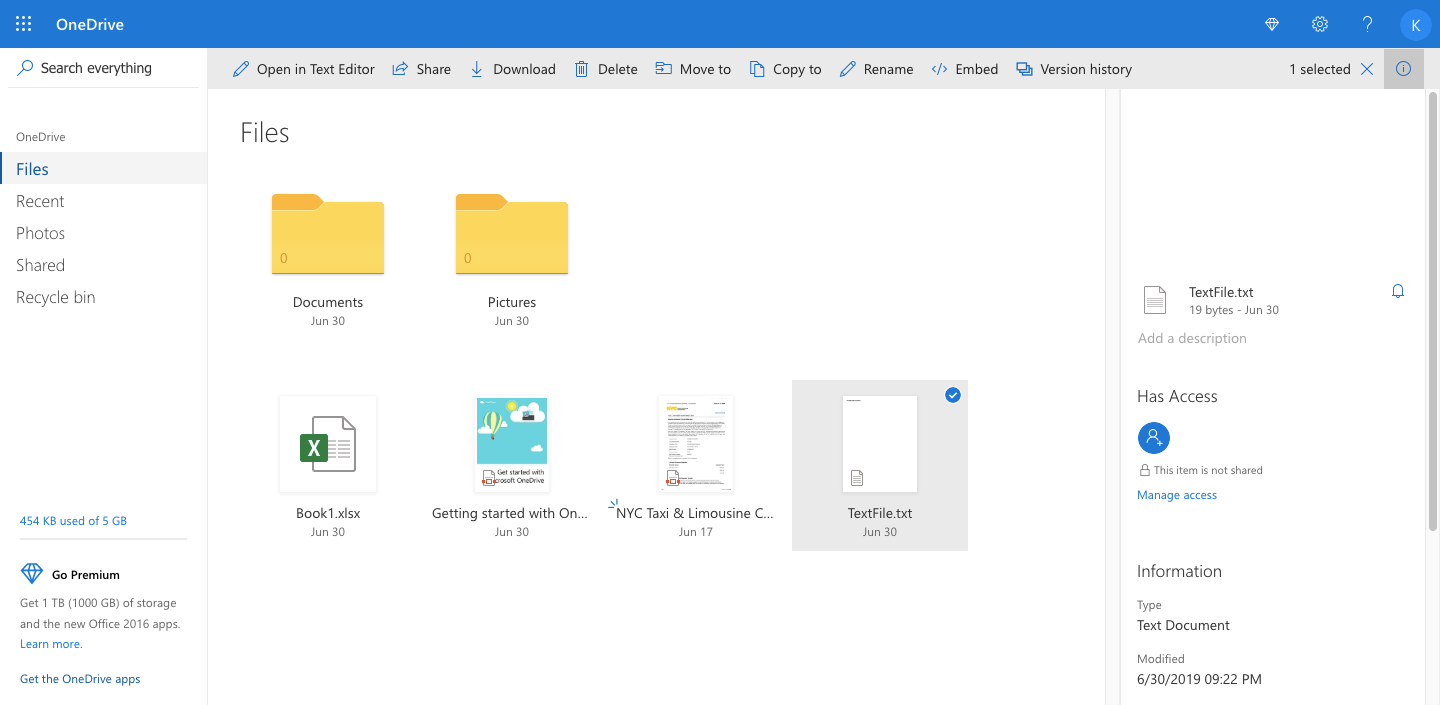 OneDrive
K
Search everything
Open in Text Editor
Share
Download
Delete
Move to
Copy to
Rename
Embed
Version history
1 selected
OneDrive
Files
Recent
Photos
Shared
Recycle bin
454 KB used of 5 GB
Go Premium
Get 1 TB (1000 GB) of storage
and the new Office 2016 apps.
Learn more.
Get the OneDrive apps
Files
0
Documents
Jun 30
0
Pictures
Jun 30
X
Book1.xlsx
Jun 30
Get started with
crosoft OneDrive
Getting started with On...
Jun 30
NYC Taxi & Limousine C...
Jun 17
TextFile.txt
Jun 30
TextFile.txt
19 bytes - Jun 30
Add a description
Has Access
This item is not shared
Manage access
Information
Type
Text Document
Modified
6/30/2019 09:22 PM